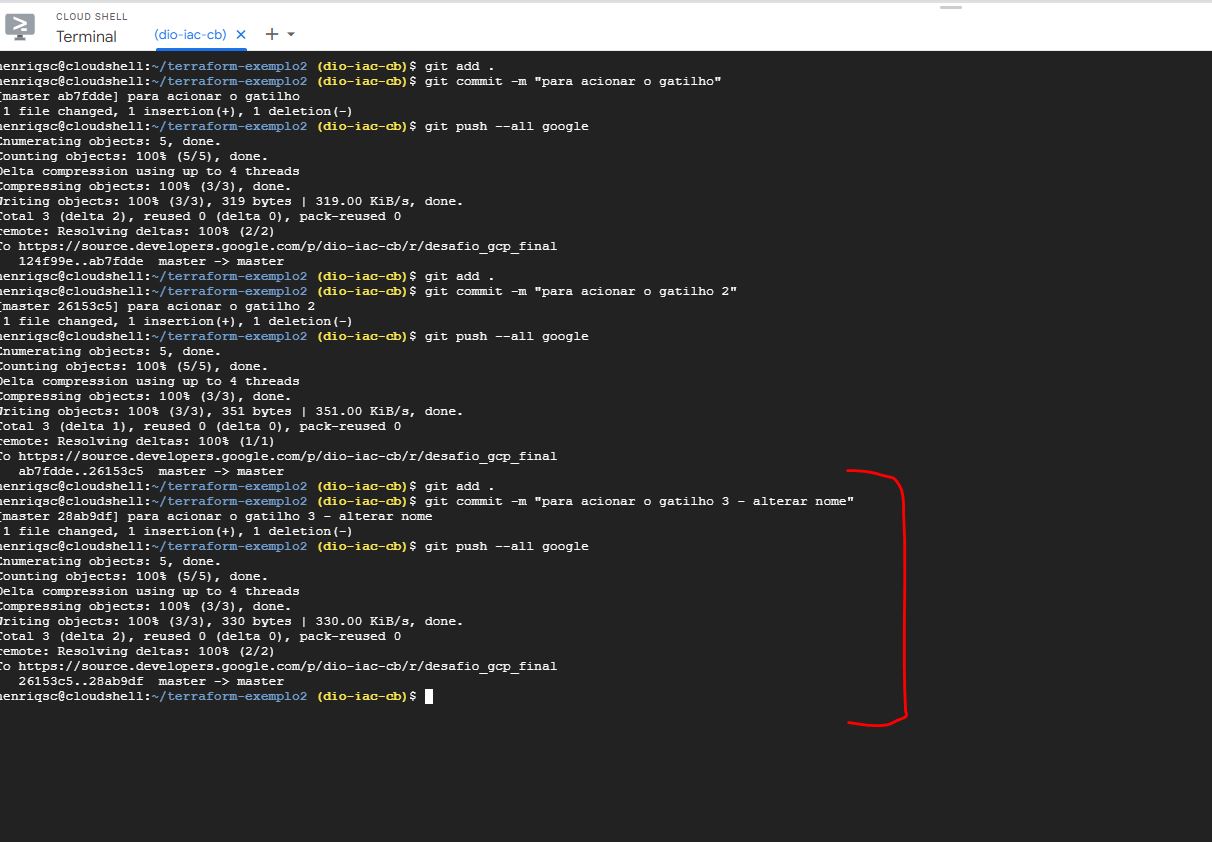 CLOUD SHELL
Terminal
(dio-iac-cb)
henriqsc@cloudshell:~/terraform-exemplo2 (dio-iac-cb)$ git add .
henriqsc@cloudshell:~/terraform-exemplo2 (dio-iac-cb)$ git commit -m "para acionar o gatilho"
[master ab7fdde] para acionar o gatilho
1 file changed, 1 insertion(+), 1 deletion(-)
henriqsc@cloudshell:~/terraform-exemplo2 (dio-iac-cb)$ git push --all google
Enumerating objects: 5, done.
Counting objects: 100% (5/5), done.
Delta compression using up to 4 threads
Compressing objects: 100% (3/3), done.
Writing objects: 100% (3/3), 319 bytes | 319.00 KiB/s, done.
Total 3 (delta 2), reused 0 (delta 0), pack-reused 0
remote: Resolving deltas: 100% (2/2)
To https://source.developers.google.com/p/dio-iac-cb/r/desafio_gcp_final
124f99e..ab7fdde master -> master
henriqsc@cloudshell:~/terraform-exemplo2 (dio-iac-cb)$ git add .
henriqsc@cloudshell:~/terraform-exemplo2 (dio-iac-cb)$ git commit -m "para acionar o gatilho 2"
[master 26153c5] para acionar o gatilho 2
1 file changed, 1 insertion(+), 1 deletion(-)
henriqsc@cloudshell:~/terraform-exemplo2 (dio-iac-cb)$ git push --all google
Enumerating objects: 5, done.
Counting objects: 100% (5/5), done.
Delta compression using up to 4 threads
Compressing objects: 100% (3/3), done.
Writing objects: 100% (3/3), 351 bytes | 351.00 KiB/s, done.
Total 3 (delta 1), reused 0 (delta 0), pack-reused 0
remote: Resolving deltas: 100% (1/1)
To https://source.developers.google.com/p/dio-iac-cb/r/desafio_gcp_final
ab7fdde..26153c5 master -> master
henriqsc@cloudshell:~/terraform-exemplo2 (dio-iac-cb)$ git add .
henriqsc@cloudshell:~/terraform-exemplo2 (dio-iac-cb)$ git commit -m "para acionar o gatilho 3 - alterar nome"
[master 28ab9df] para acionar o gatilho 3 - alterar nome
1 file changed, 1 insertion(+), 1 deletion(-)
henriqsc@cloudshell:~/terraform-exemplo2 (dio-iac-cb)$ git push --all google
Enumerating objects: 5, done.
Counting objects: 100% (5/5), done.
Delta compression using up to 4 threads
Compressing objects: 100% (3/3), done.
Writing objects: 100% (3/3), 330 bytes | 330.00 KiB/s, done.
Total 3 (delta 2), reused 0 (delta 0), pack-reused 0
remote: Resolving deltas: 100% (2/2)
To https://source.developers.google.com/p/dio-iac-cb/r/desafio_gcp_final
26153c5..28ab9df master -> master
henriqsc@cloudshell:~/terraform-exemplo2 (dio-iac-cb)$